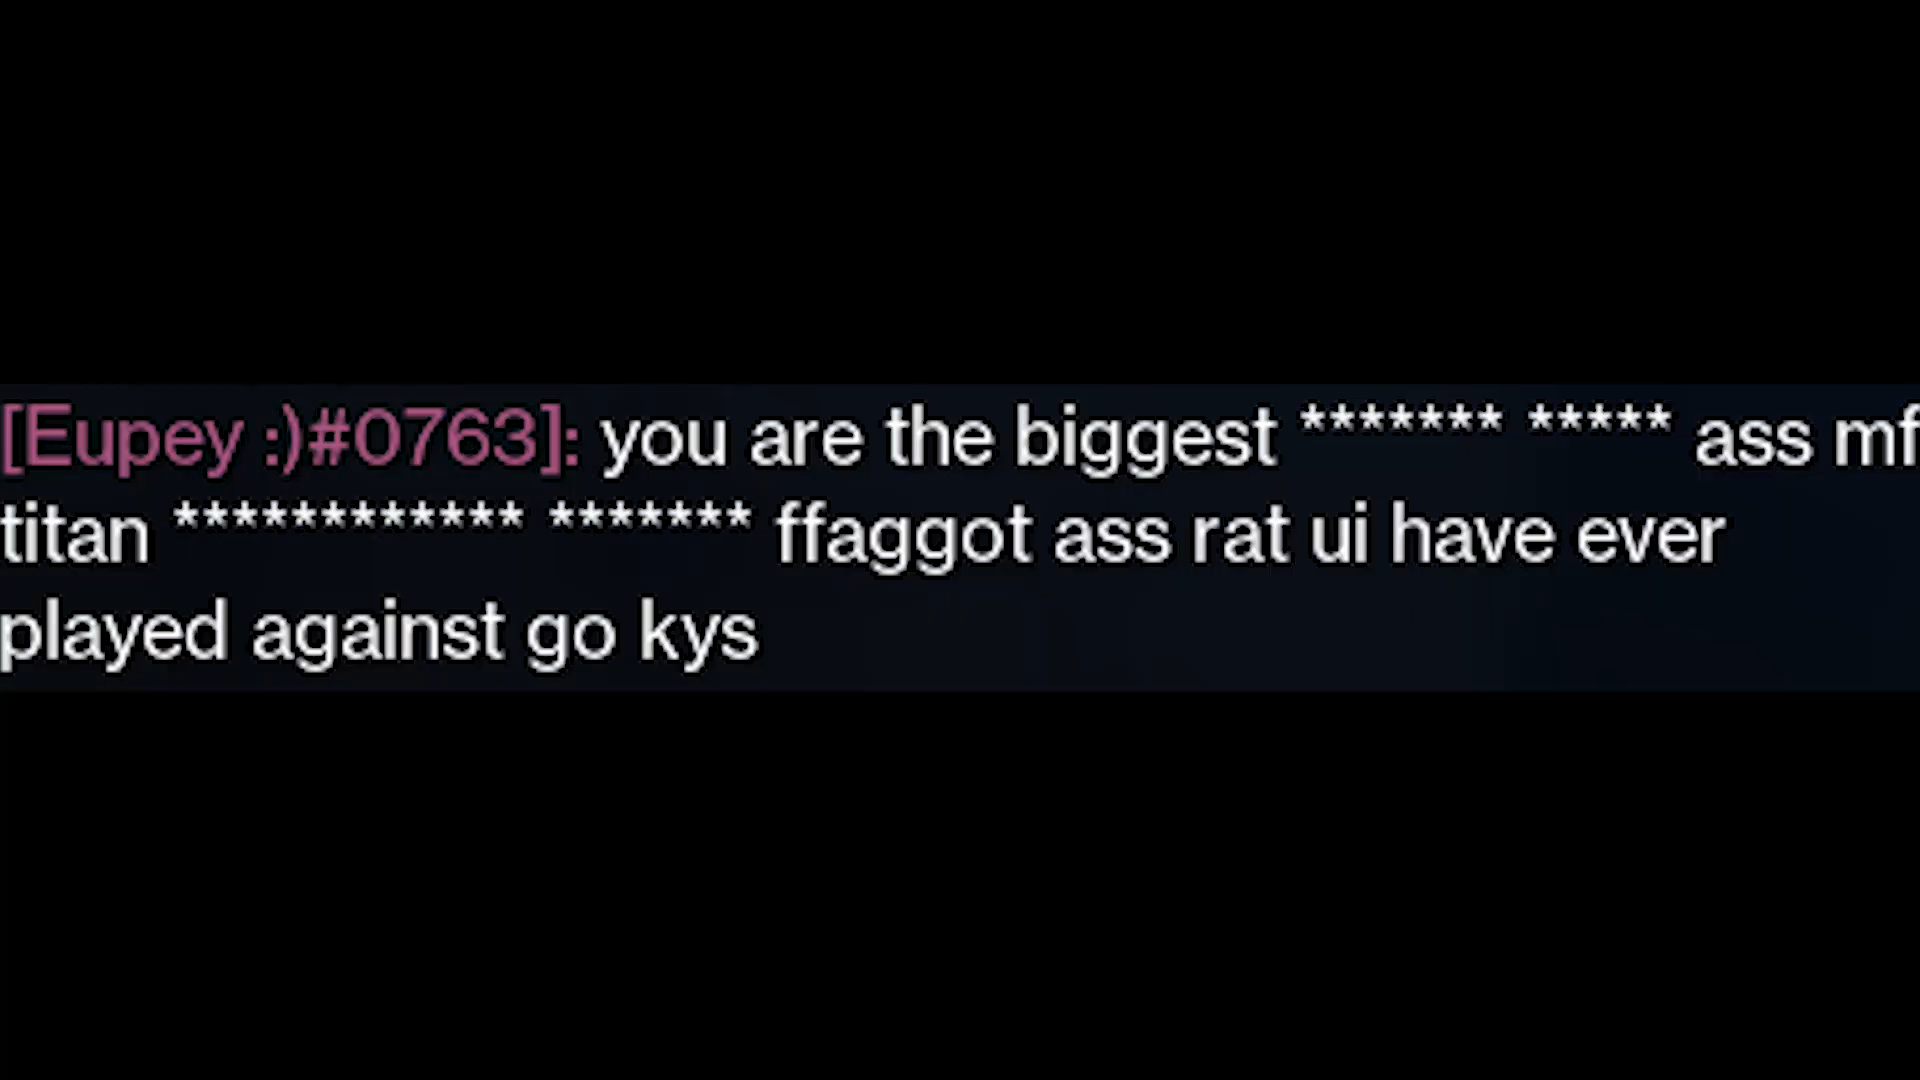 [Eupey :)#0763]: you are the biggest ******* ***** ass mf
titan ************ ******* ffaggot ass rat ui have ever
played against go kys